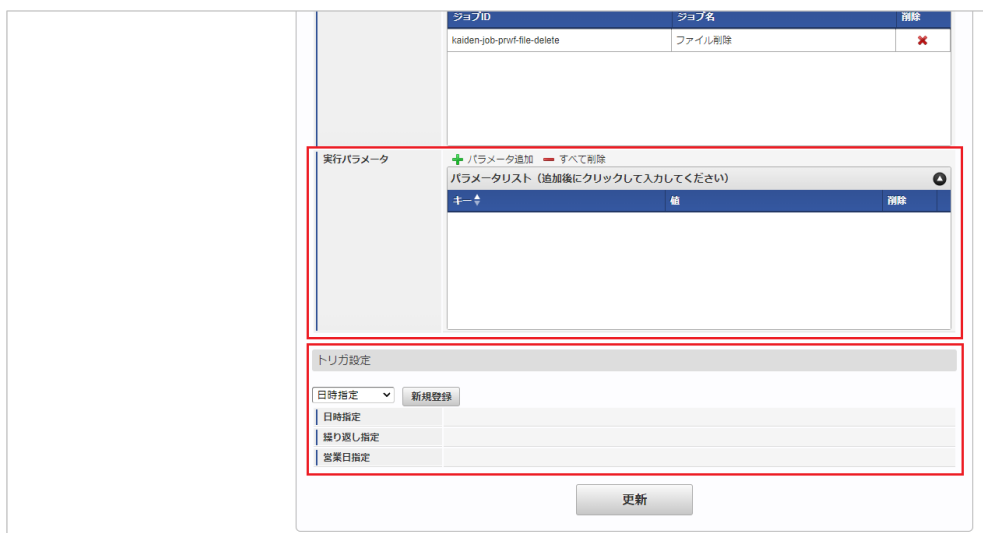 ジョブID ジョブ名 削除
kaiden-job-prwf-file-delete ファイル削除
実行パラメータ パラメータ追加 すべて削除
パラメータリスト（追加後にクリックして入力してください）
キー 値 削除
トリガ設定
日時指定 新規登録
日時指定
繰り返し指定
営業日指定
更新